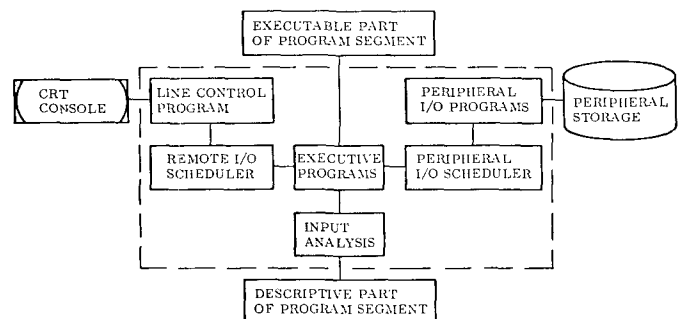 EXECUTABLE PART
OF PROGRAM SEGMENT
CRT
CONSOLE
LINE CONTROL
PROGRAM
PERIPHERAL
I/O PROGRAMS
PERIPHERAL
STORAGE
REMOTE I/O
SCHEDULER
EXECUTIVE
PROGRAMS
PERIPHERAL
I/O SCHEDULER
INPUT
ANALYSIS
DESCRIPTIVE PART
OF PROGRAM SEGMENT